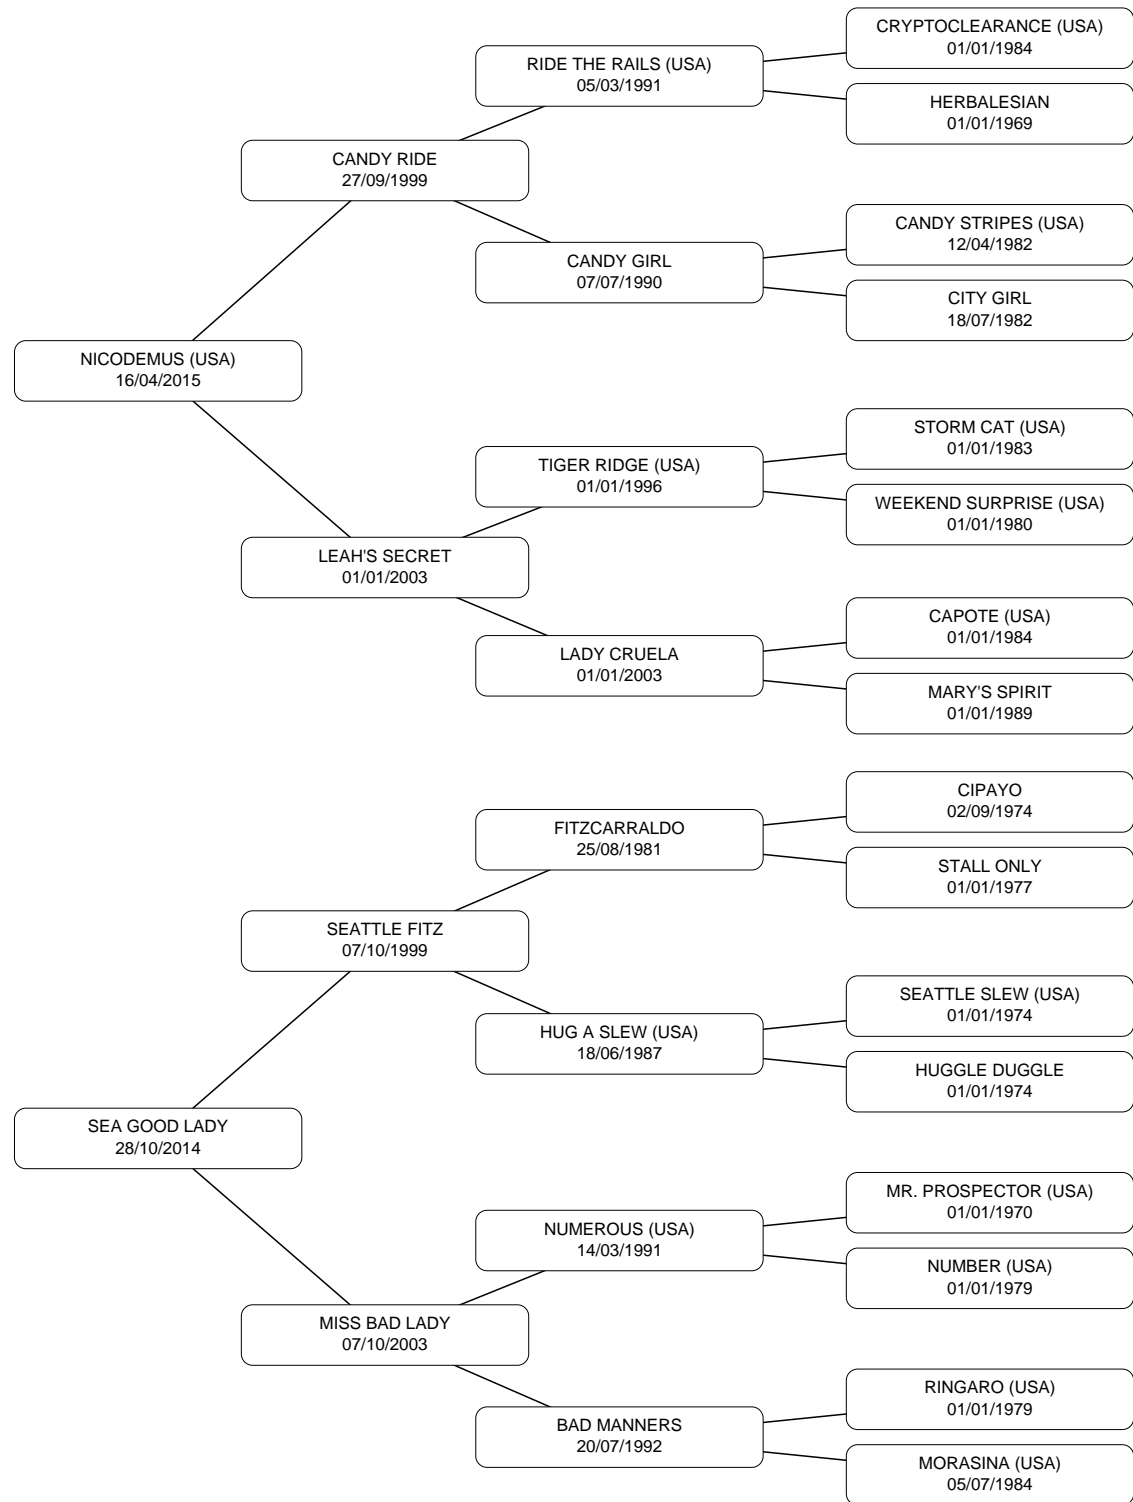 CRYPTOCLEARANCE (USA)
01/01/1984
RIDE THE RAILS (USA)
05/03/1991
HERBALESIAN
01/01/1969
CANDY RIDE
27/09/1999
CANDY STRIPES (USA)
12/04/1982
CANDY GIRL
07/07/1990
CITY GIRL
18/07/1982
NICODEMUS (USA)
16/04/2015
STORM CAT (USA)
01/01/1983
TIGER RIDGE (USA)
01/01/1996
WEEKEND SURPRISE (USA)
01/01/1980
LEAH'S SECRET
01/01/2003
CAPOTE (USA)
01/01/1984
LADY CRUELA
01/01/2003
MARY'S SPIRIT
01/01/1989
CIPAYO
02/09/1974
FITZCARRALDO
25/08/1981
STALL ONLY
01/01/1977
SEATTLE FITZ
07/10/1999
SEATTLE SLEW (USA)
01/01/1974
HUG A SLEW (USA)
18/06/1987
HUGGLE DUGGLE
01/01/1974
SEA GOOD LADY
28/10/2014
MR. PROSPECTOR (USA)
01/01/1970
NUMEROUS (USA)
14/03/1991
NUMBER (USA)
01/01/1979
MISS BAD LADY
07/10/2003
RINGARO (USA)
01/01/1979
BAD MANNERS
20/07/1992
MORASINA (USA)
05/07/1984